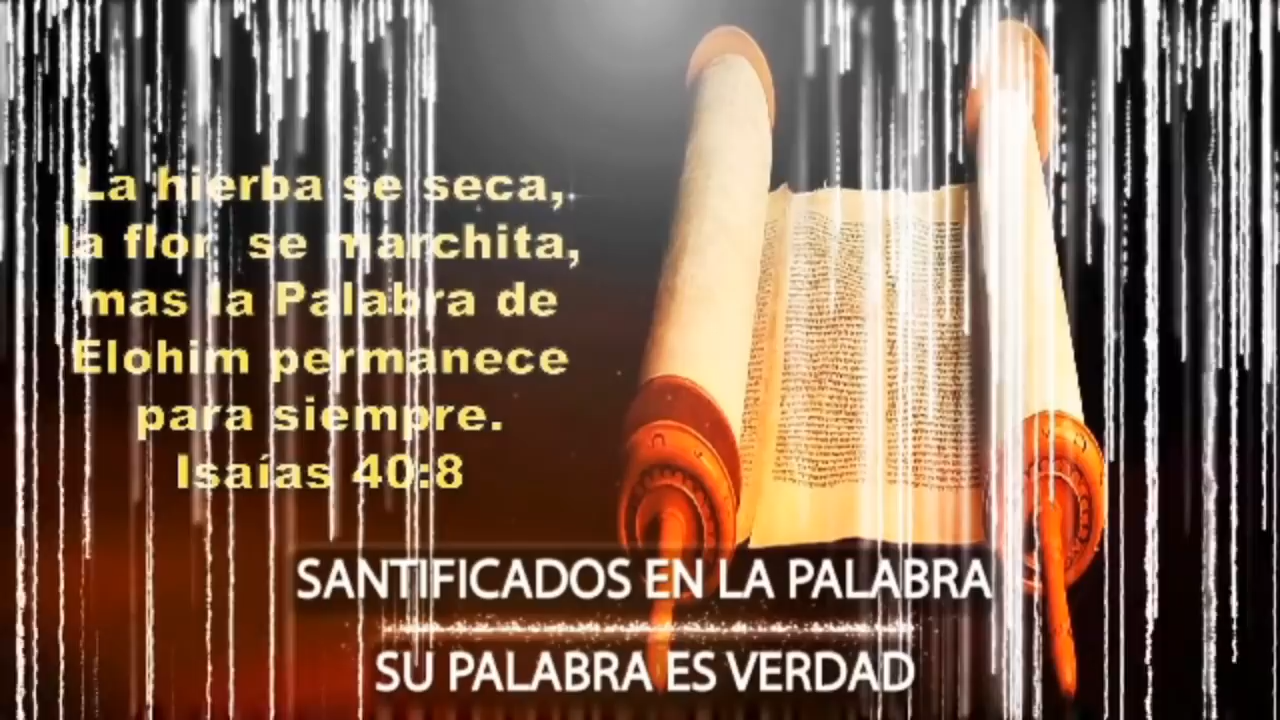 La hierba se seca,
la flor se marchita,
mas la Palabra de
Elohim permanece
para siempre.
Isaías 40:8
SANTIFICADOS EN LA PALABRA
SU PALABRA ES VERDAD